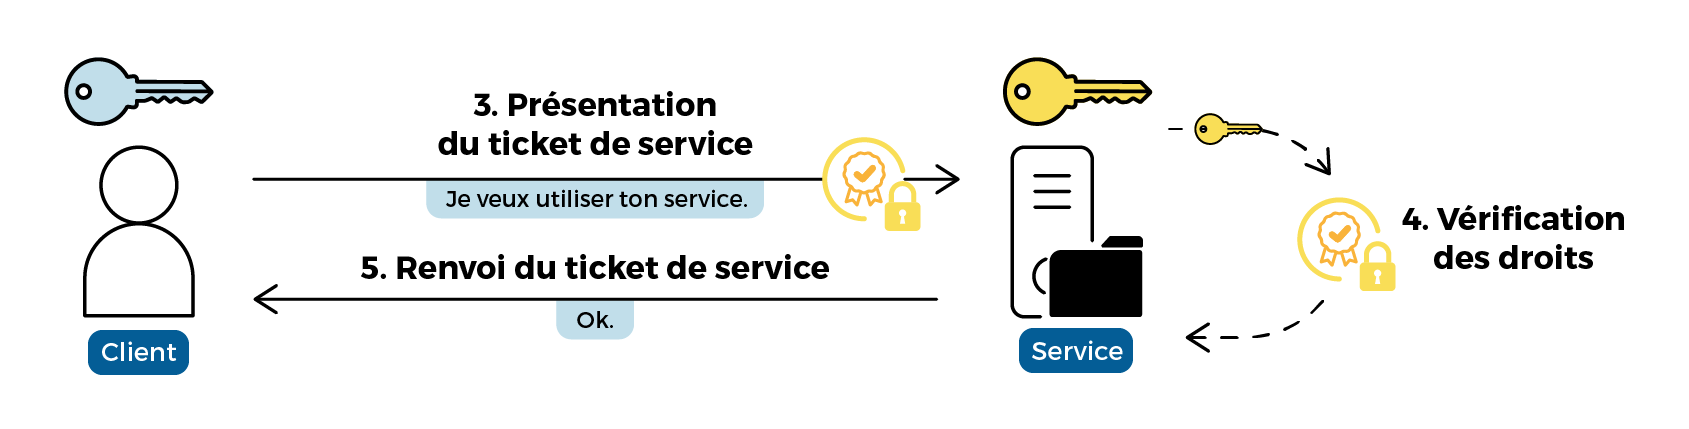 3. Présentation
du ticket de service
Je veux utiliser ton service.
5. Renvoi du ticket de service
Ok.
Client
Service
4. Vérification
des droits